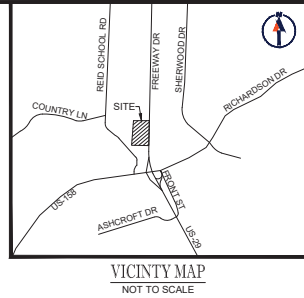 N
REID SCHOOL RD
FREEWAY DR
SHERWOOD DR
RICHARDSON DR
COUNTRY LN
SITE
US-158
FRONT ST
ASHCROFT DR
US-29
VICINTY MAP
NOT TO SCALE